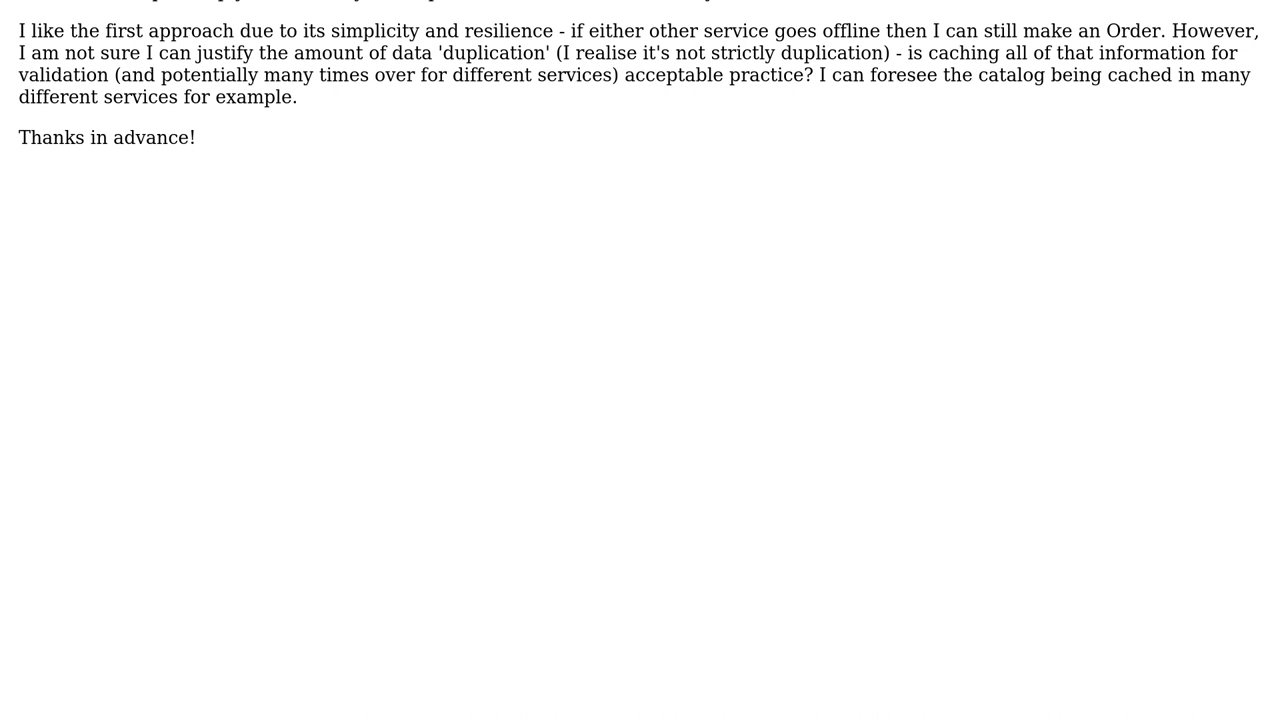 I like the first approach due to its simplicity and resilience - if either other service goes offline then I can still make an Order. However,
I am not sure I can justify the amount of data 'duplication' (I realise it's not strictly duplication) - is caching all of that information for
validation (and potentially many times over for different services) acceptable practice? I can foresee the catalog being cached in many
different services for example.
Thanks in advance!